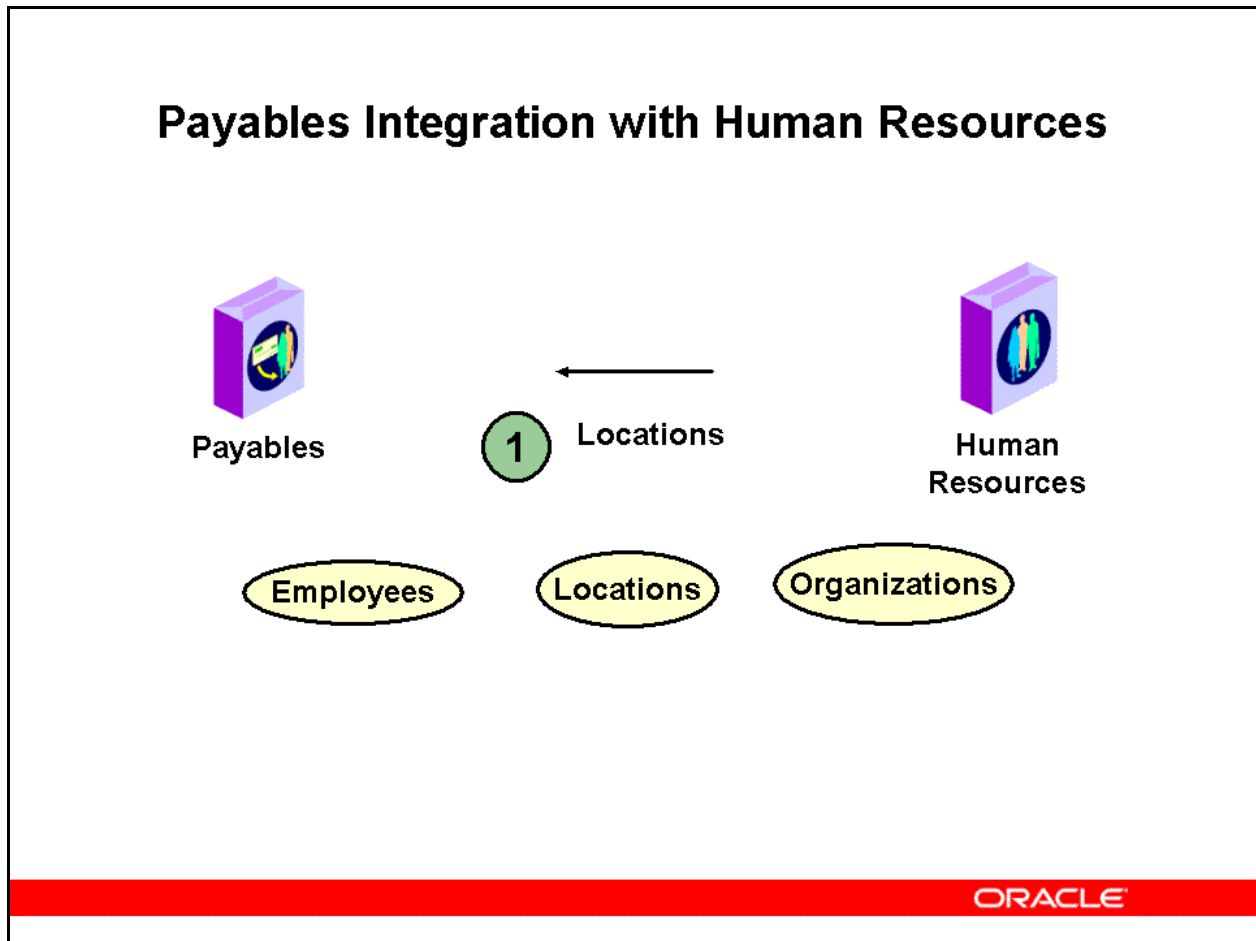 Payables Integration with Human Resources
Payables
1
Locations
Human
Resources
Employees
Locations
Organizations
ORACLE